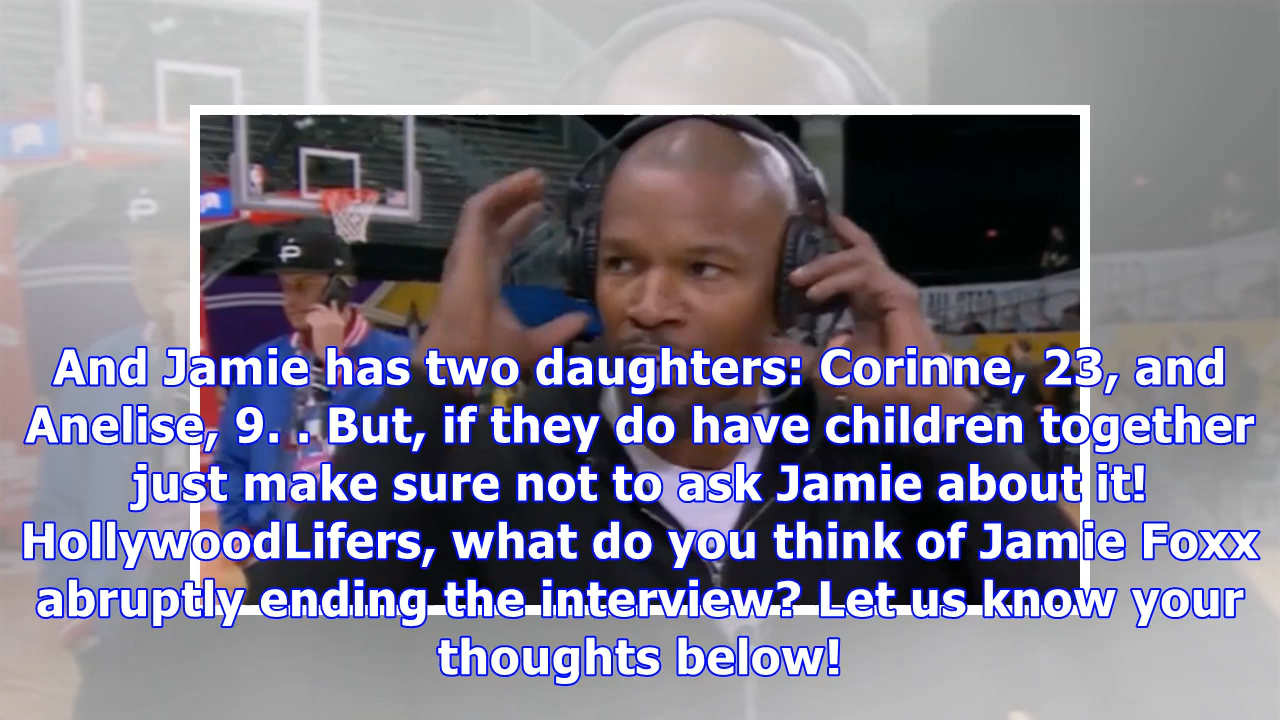 And Jamie has two daughters: Corinne, 23, and
Anelise, 9. . But, if they do have children together
just make sure not to ask Jamie about it!
HollywoodLifers, what do you think of Jamie Foxx
abruptly ending the interview? Let us know your
thoughts below!
ALL-STAR